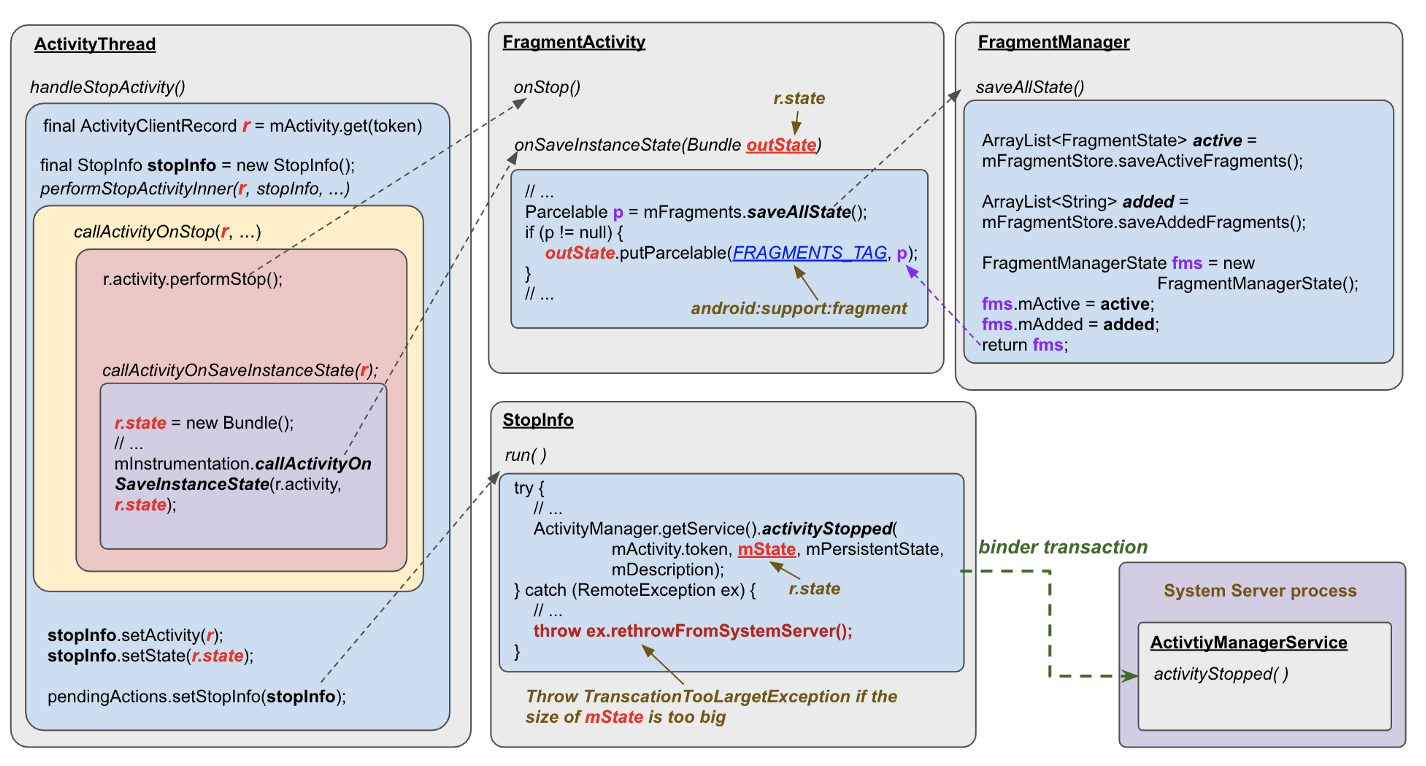 ActivityThread
handleStopActivity()
final ActivityClientRecord r = mActivity.get(token)
final StopInfo stopInfo = new StopInfo();
performStopActivityInner(r, stopInfo, ...)
callActivityOnStop(r, ...)
r.activity.performStop();
callActivityOnSaveInstanceState(r);
r.state = new Bundle();
// ...
mInstrumentation.callActivityOn
SaveInstanceState(r.activity,
r.state);
stopInfo.setActivity(r);
stopInfo.setState(r.state);
pendingActions.setStopInfo(stopInfo);
FragmentActivity
onStop()
r.state
onSaveInstanceState(Bundle outState)
// ...
Parcelable p = mFragments.saveAllState();
if (p != null) {
outState.putParcelable(FRAGMENTS_TAG, p);
}
// ...
android:support:fragment
FragmentManager
saveAllState()
ArrayList<FragmentState> active =
mFragmentStore.saveActiveFragments();
ArrayList<String> added =
mFragmentStore.saveAddedFragments();
FragmentManagerState fms = new
FragmentManagerState();
fms.mActive = active;
fms.mAdded = added;
return fms;
StopInfo
run( )
try {
// ...
ActivityManager.getService().activityStopped(
mActivity.token, mState, mPersistentState,
mDescription);
r.state
} catch (RemoteException ex) {
// ...
throw ex.rethrowFromSystemServer();
}
Throw TranscationTooLargetException if the
size of mState is too big
binder transaction
System Server process
ActivtiyManagerService
activityStopped( )